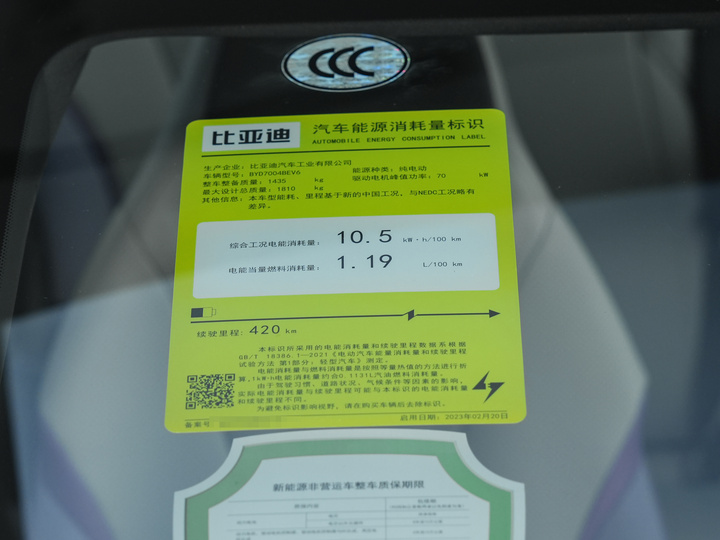 CCC
比亚迪
汽车能源消耗量标识
AUTOMOBILE ENERGY CONSUMPTION LABEL
生产企业：比亚迪汽车工业有限公司
车辆型号：BYD7004BEV6 能源种类：纯电动
整车整备质量：1435 kg 驱动电机峰值功率：70 kW
最大设计总质量：1810 kg
其他信息：本车型能耗、里程基于新的中国工况，与NEDC工况略有
差异。
综合工况电能消耗量： 10.5 kW·h/100 km
电能当量燃料消耗量： 1.19 L/100 km
续驶里程：420 km
本标识所采用的电能消耗量和续驶里程数据系根据
GB/T 18386.1—2021《电动汽车能量消耗量和续驶里程
试验方法 第1部分：轻型汽车》测定。
电能消耗量与燃料消耗量是按照等量热值的方法进行折
算，1kW·H电能消耗量约合0.1131L汽油燃料消耗量。
由于驾驶习惯、道路状况、气候条件等因素的影响，
实际电能消耗量与续驶里程可能与本标识的电能消耗量
和续驶里程不同。
为避免标识影响视野，请在购买车辆后去除标识。
备案号：
启用日期：2023年02月20日
新能源非营运车整车质保期限